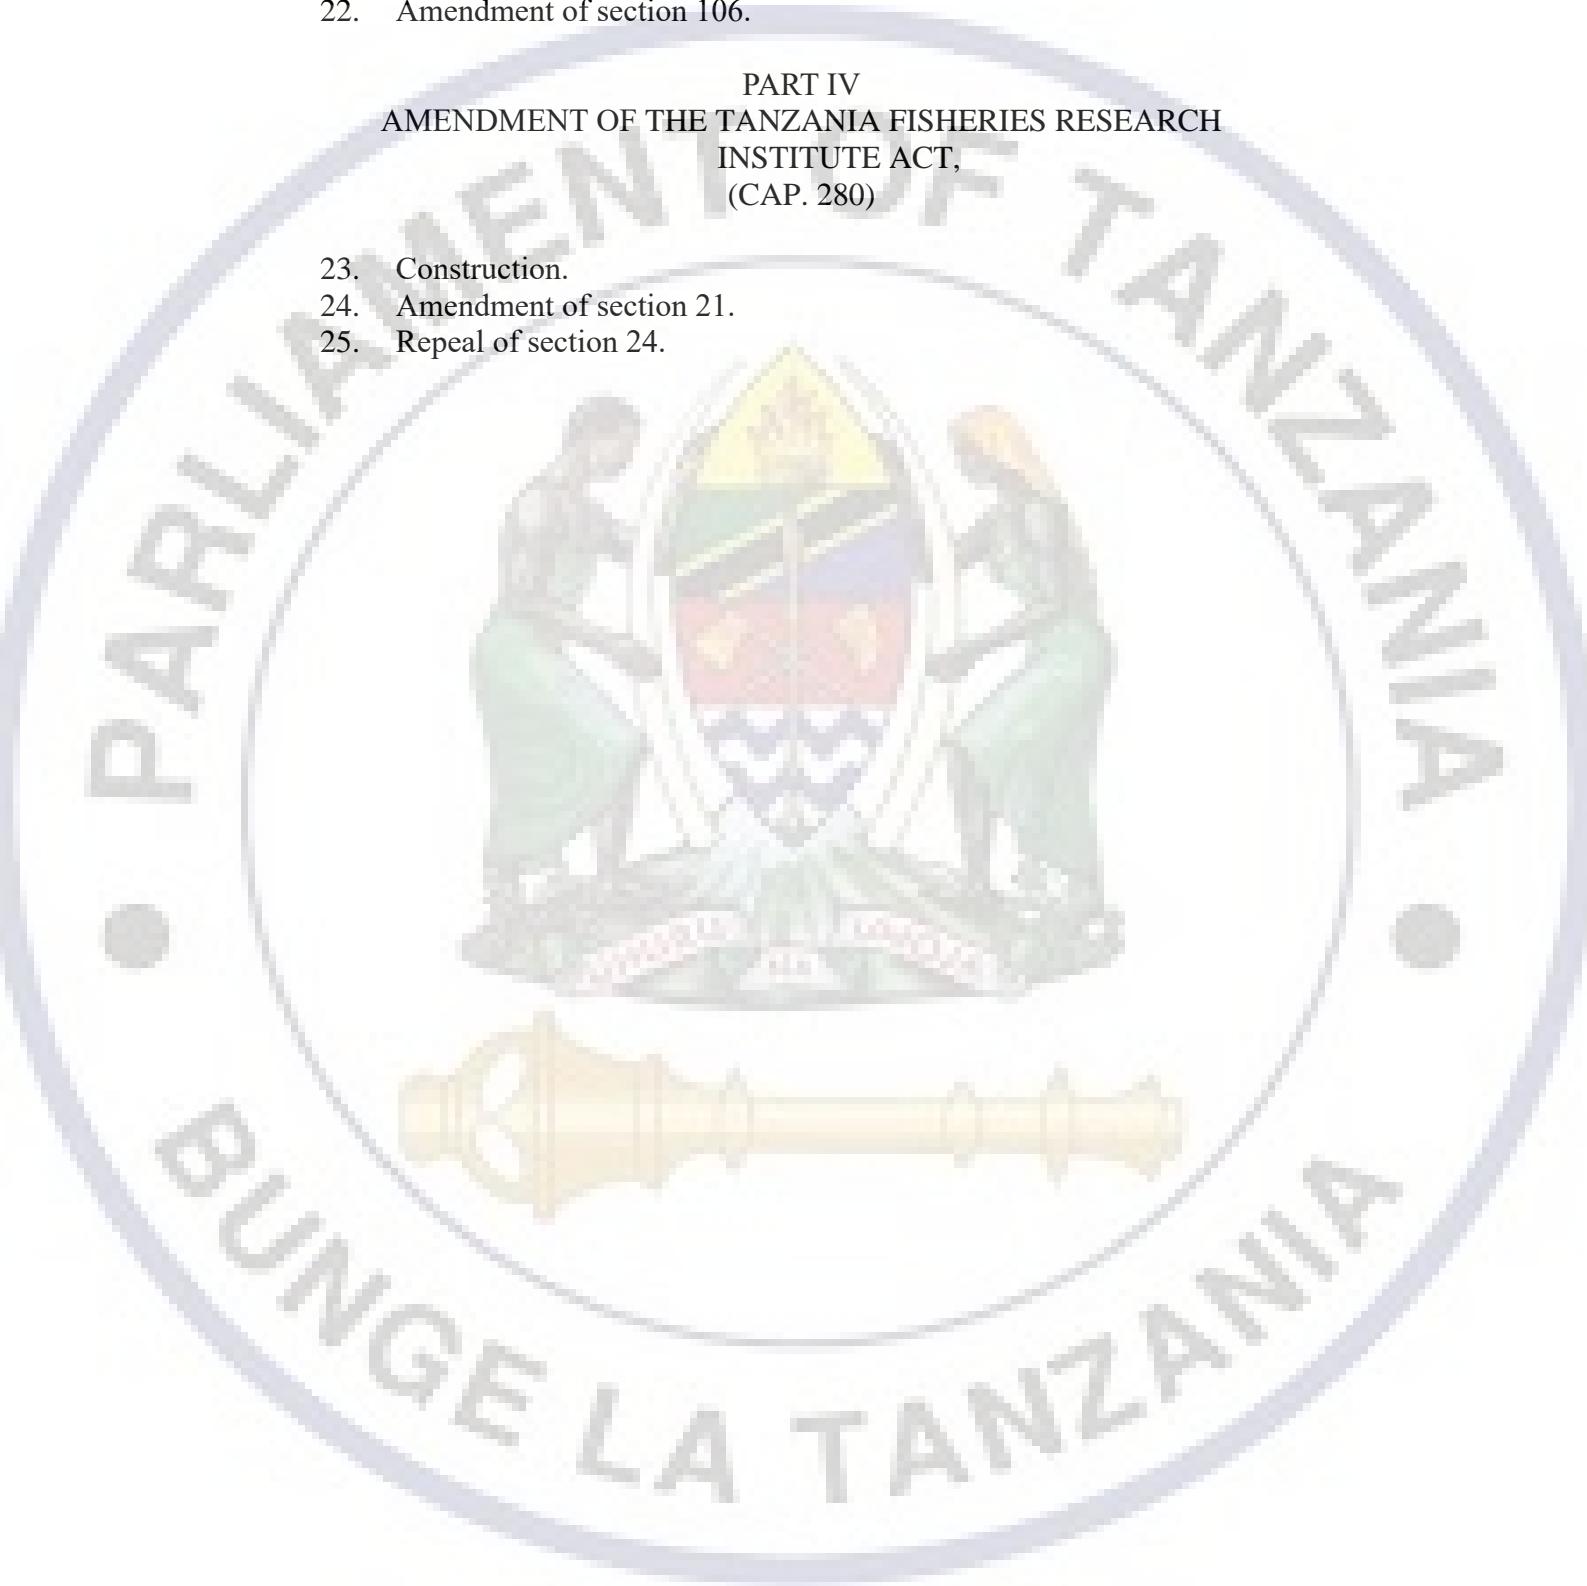 22. Amendment of section 106.
PART IV
AMENDMENT OF THE TANZANIA FISHERIES RESEARCH
INSTITUTE ACT,
(CAP. 280)
23. Construction.
24. Amendment of section 21.
25. Repeal of section 24.
PARLIAMENT OF TANZANIA
BUNGE LA TANZANIA